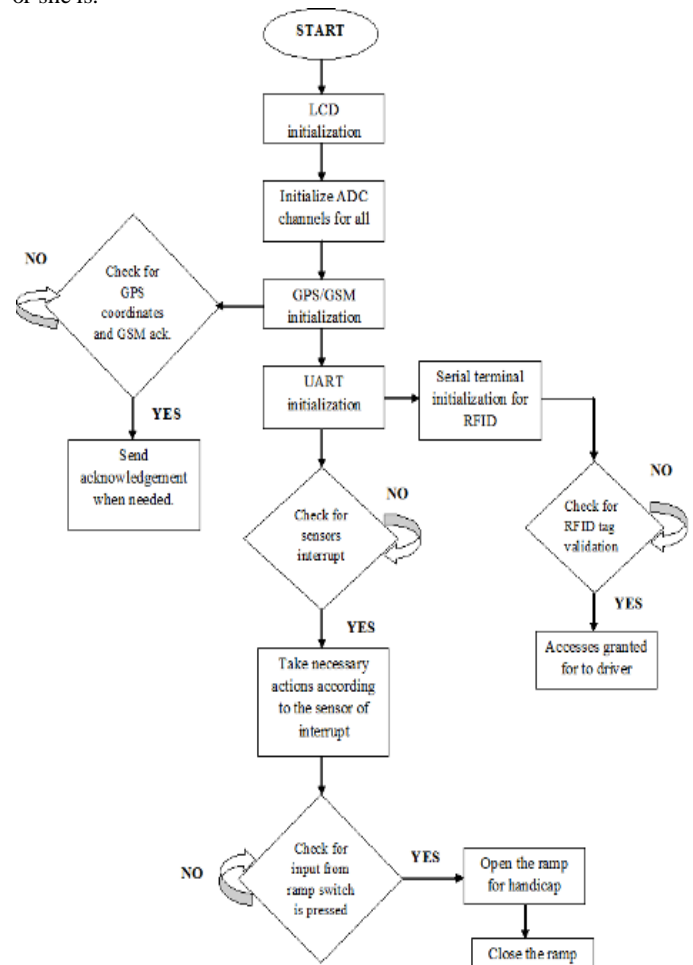 or she is.
START
LCD
initialization
Initialize ADC
channels for all
NO
Check for
GPS
coordinates
and GSM ack.
GPS/GSM
initialization
YES
Send
acknowledgement
when needed.
UART
initialization
Serial terminal
initialization for
RFID
NO
Check for
sensors
interrupt
NO
Check for
RFID tag
validation
YES
YES
Take necessary
actions according
to the sensor of
interrupt
Accesses granted
for to driver
NO
Check for
input from
ramp switch
is pressed
YES
Open the ramp
for handicap
Close the ramp